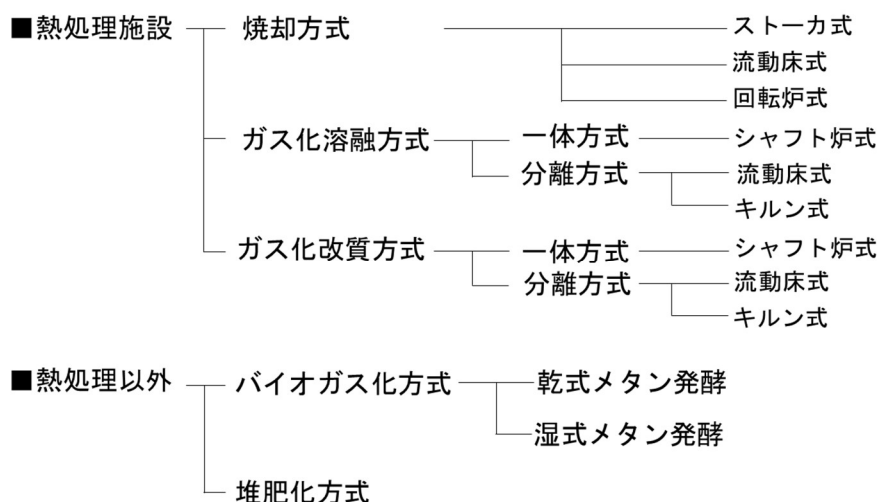 ■熱処理施設 焼却方式 ストーカ式
流動床式
回転炉式
ガス化溶融方式 一体方式 シャフト炉式
分離方式 流動床式
キルン式
ガス化改質方式 一体方式 シャフト炉式
分離方式 流動床式
キルン式
■熱処理以外 バイオガス化方式 乾式メタン発酵
湿式メタン発酵
堆肥化方式